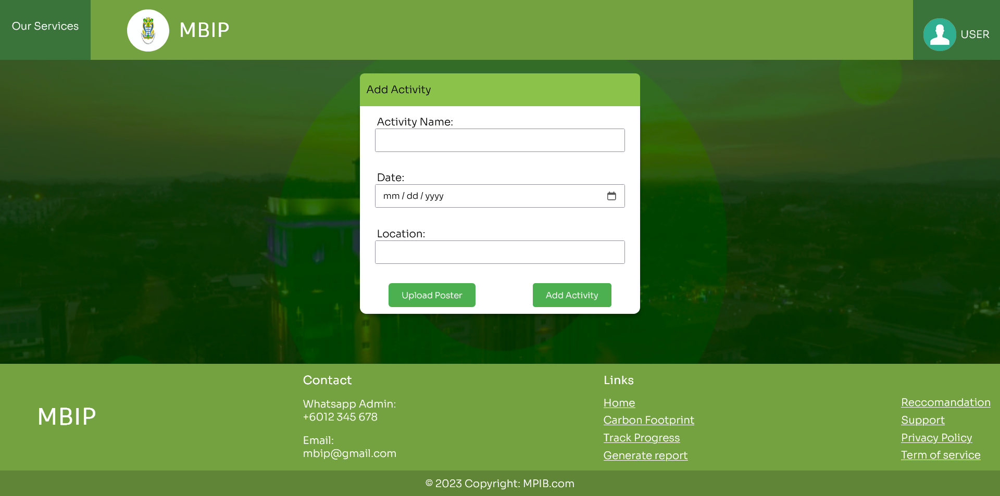 Our Services
MBIP
USER
Add Activity
Activity Name:
Date:
mm / dd / yyyy
Location:
Upload Poster
Add Activity
MBIP
Contact
Whatsapp Admin:
+6012 345 678
Email:
mbip@gmail.com
Links
Home
Carbon Footprint
Track Progress
Generate report
Reccomandation
Support
Privacy Policy
Term of service
© 2023 Copyright: MPIB.com